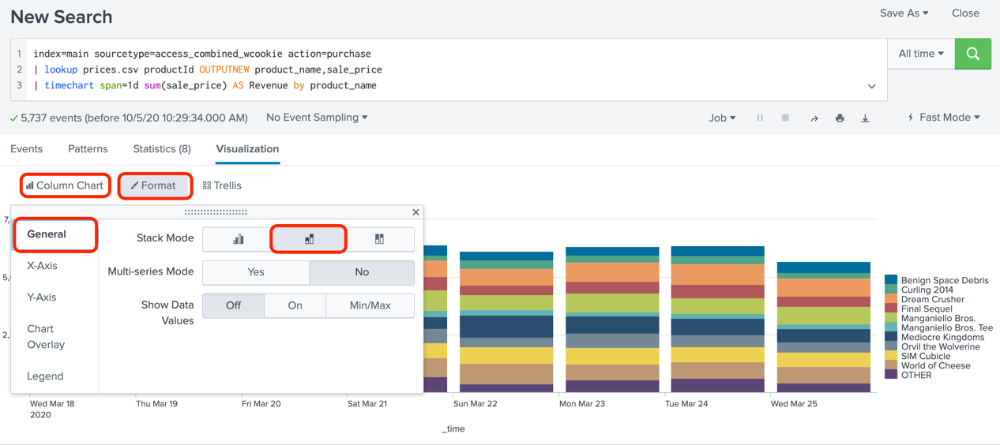 New Search
Save As
Close
1 index=main sourcetype=access_combined_wcookie action=purchase
2 | lookup prices.csv productId OUTPUTNEW product_name,sale_price
3 | timechart span=1d sum(sale_price) AS Revenue by product_name
All time
5,737 events (before 10/5/20 10:29:34.000 AM)
No Event Sampling
Job
Fast Mode
Events
Patterns
Statistics (8)
Visualization
Column Chart
Format
Trellis
General
X-Axis
Y-Axis
Chart
Overlay
Legend
Stack Mode
Multi-series Mode
Yes
No
Show Data
Values
Off
On
Min/Max
7,
5,
2,
Wed Mar 18
2020
Thu Mar 19
Fri Mar 20
Sat Mar 21
Sun Mar 22
Mon Mar 23
Tue Mar 24
Wed Mar 25
_time
Benign Space Debris
Curling 2014
Dream Crusher
Final Sequel
Manganiello Bros.
Manganiello Bros. Tee
Mediocre Kingdoms
Orvil the Wolverine
SIM Cubicle
World of Cheese
OTHER